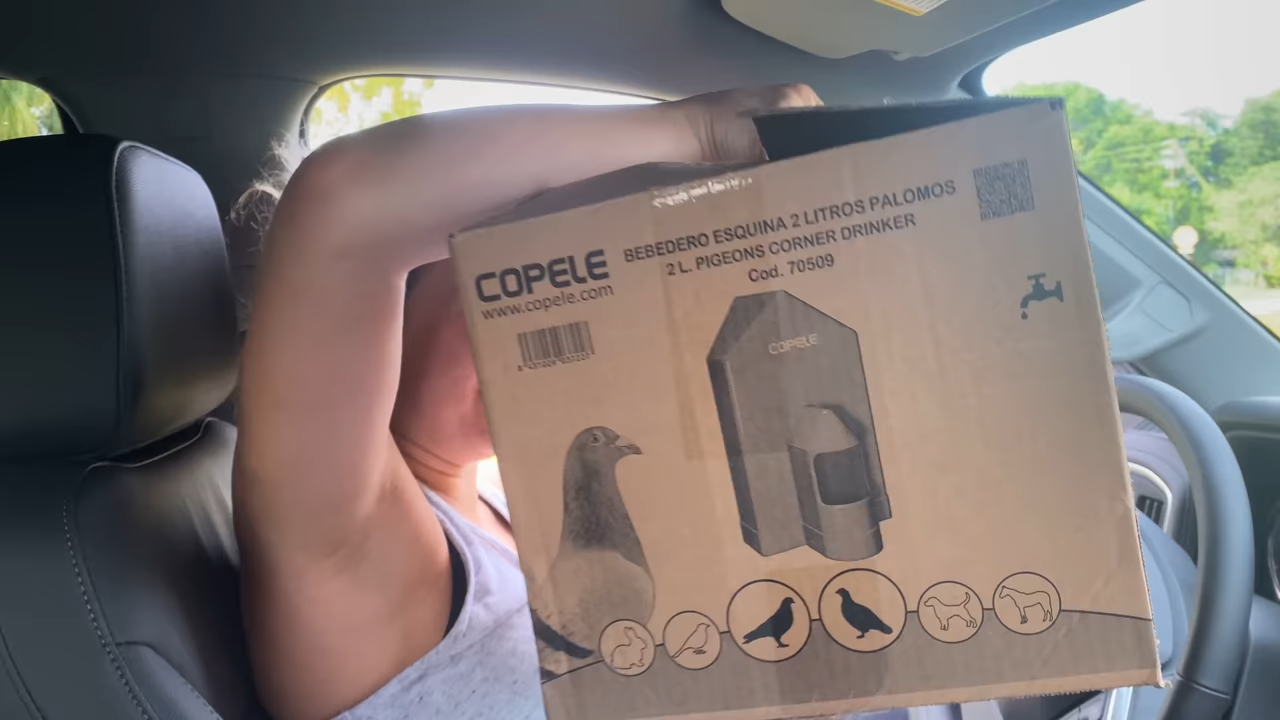 COPELE
www.copele.com
BEBEDERO ESQUINA 2 LITROS PALOMOS
2 L. PIGEONS CORNER DRINKER
Cod. 70509
COPELE